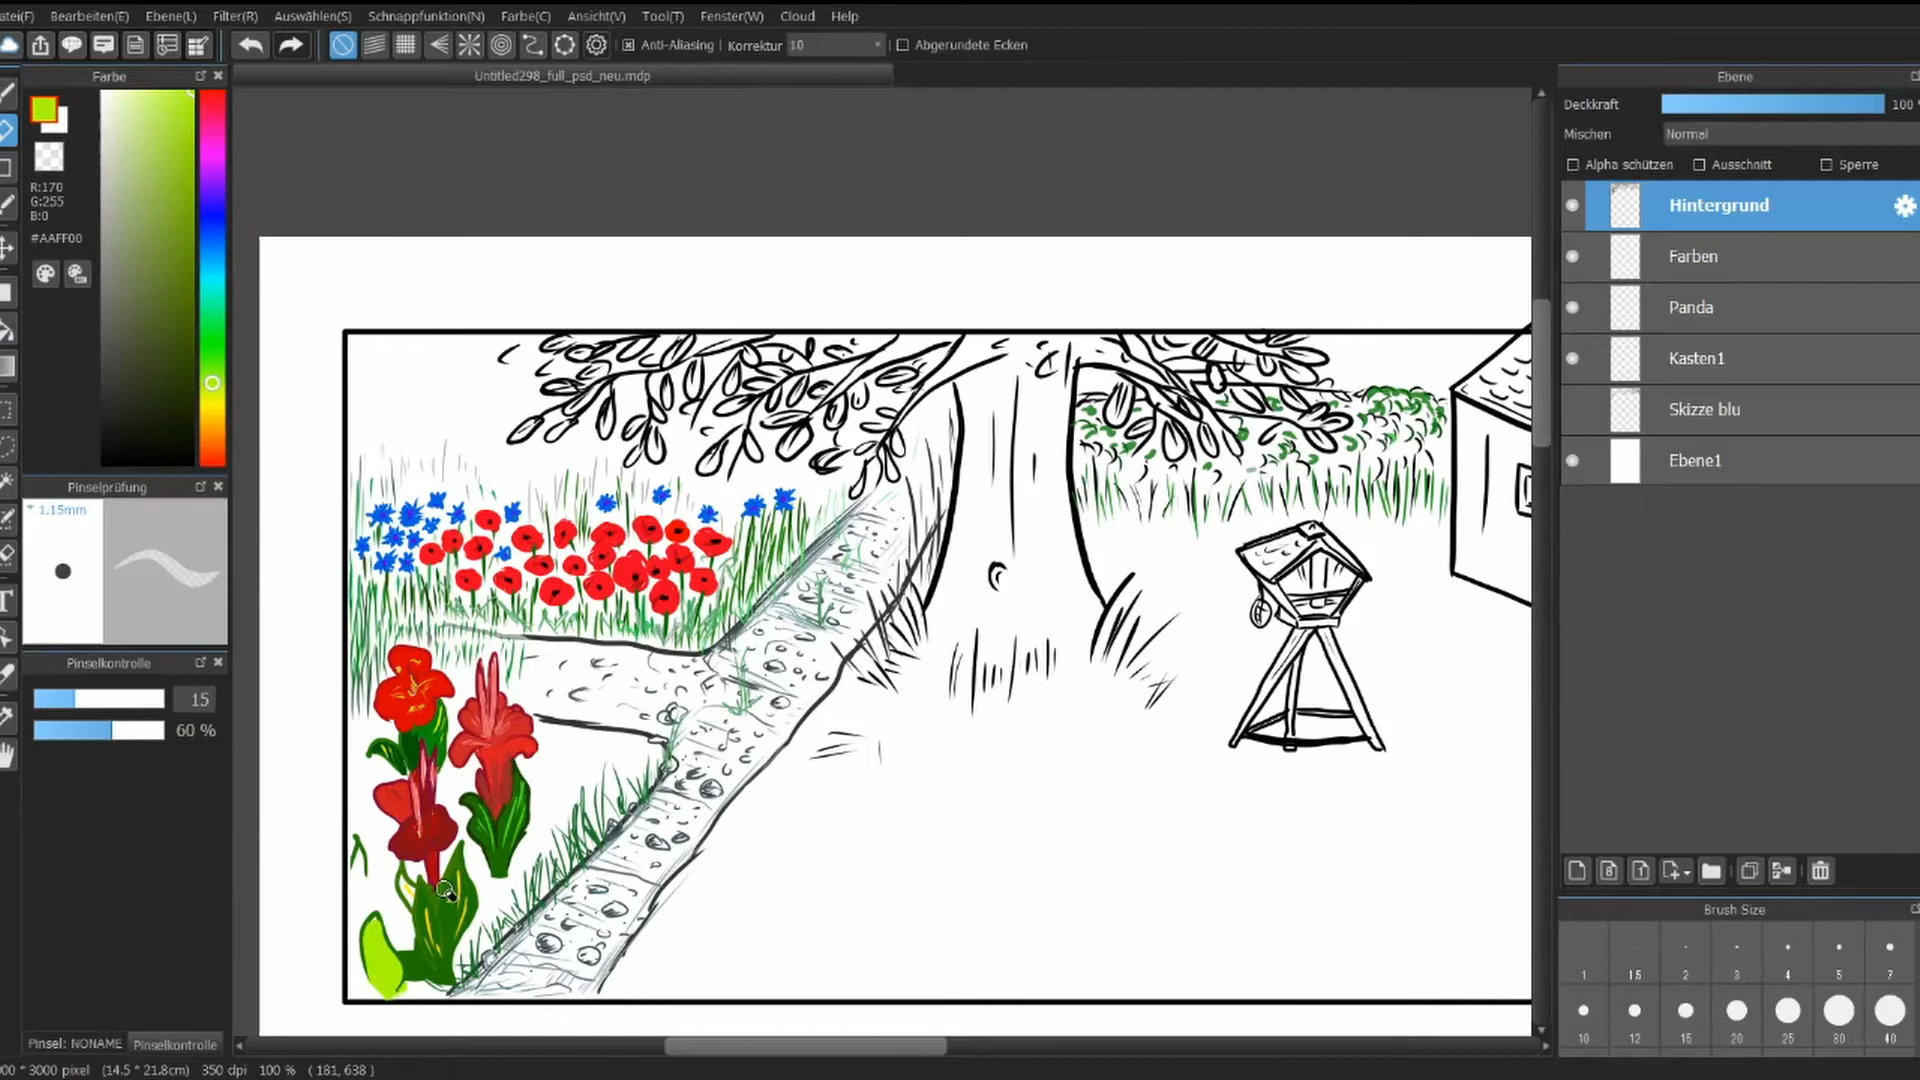 Datei(F) Bearbeiten(E) Ebene(L) Filter(R) Auswählen(S) Schnappfunktion(N) Farbe(C) Ansicht(V) Tool(T) Fenster(W) Cloud Help
Anti-Aliasing Korrektur 10 Abgerundete Ecken
Farbe
Untitled298_full_psd_neu.mdp
Ebene
Deckkraft 100 %
Mischen Normal
Alpha schützen Ausschnitt Sperre
R:170
G:255
B:0
#AAFF00
Hintergrund
Farben
Panda
Kasten1
Skizze blu
Ebene1
Pinselprüfung
* 1.15mm
Pinselkontrolle
15
60 %
Brush Size
1 1.5 2 3 4 5 7
10 12 15 20 25 30 40
Pinsel: NONAME Pinselkontrolle
00 * 3000 pixel (14.5 * 21.8cm) 350 dpi 100 % ( 181, 638 )